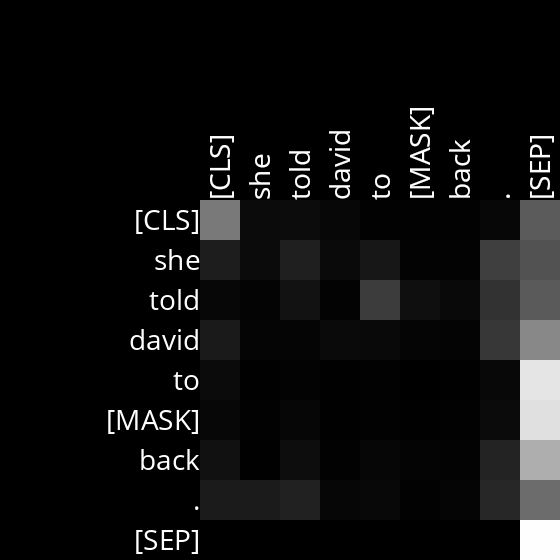 [CLS] she told david to [MASK] back . [SEP]
[CLS]
she
told
david
to
[MASK]
back
.
[SEP]